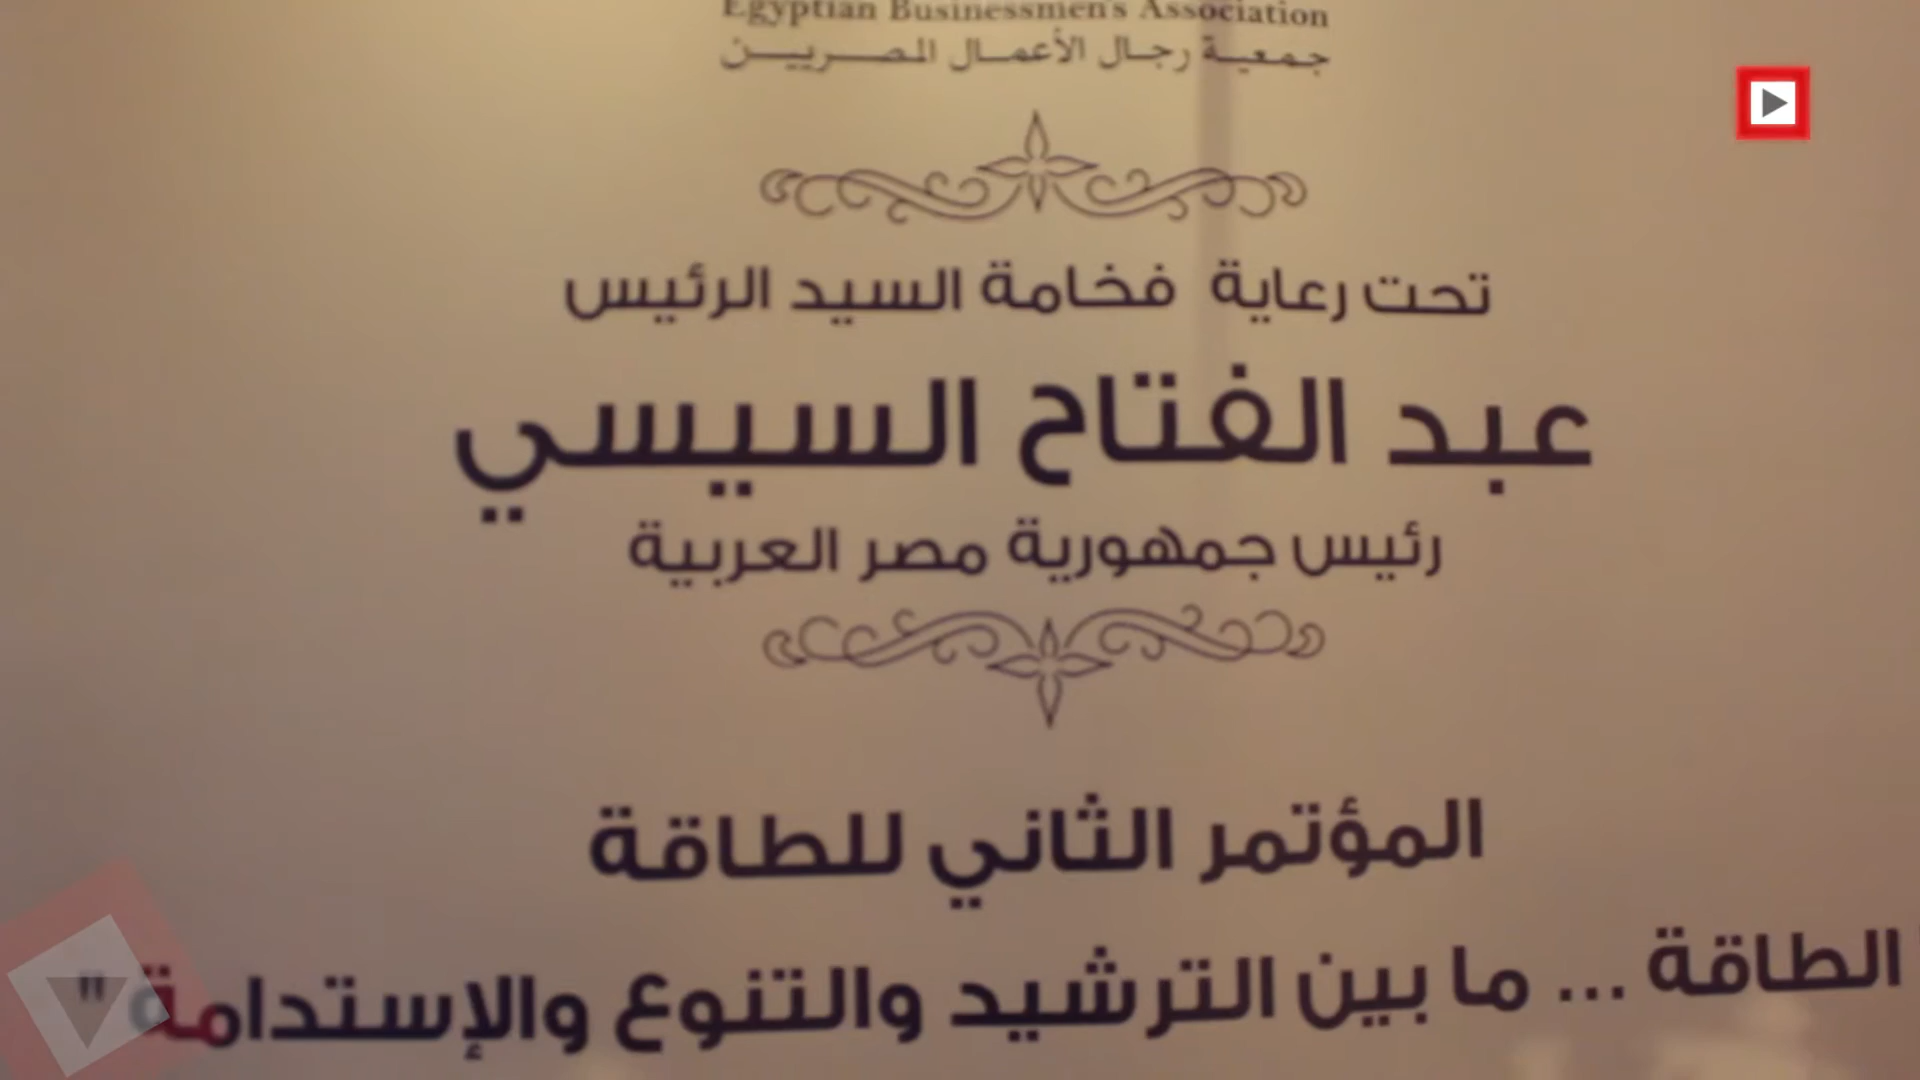 Egyptian Businessmen's Association
جمعية رجال الأعمال المصريين
تحت رعاية فخامة السيد الرئيس
عبد الفتاح السيسي
رئيس جمهورية مصر العربية
المؤتمر الثاني للطاقة
الطاقة ... ما بين الترشيد والتنوع والإستدامة "